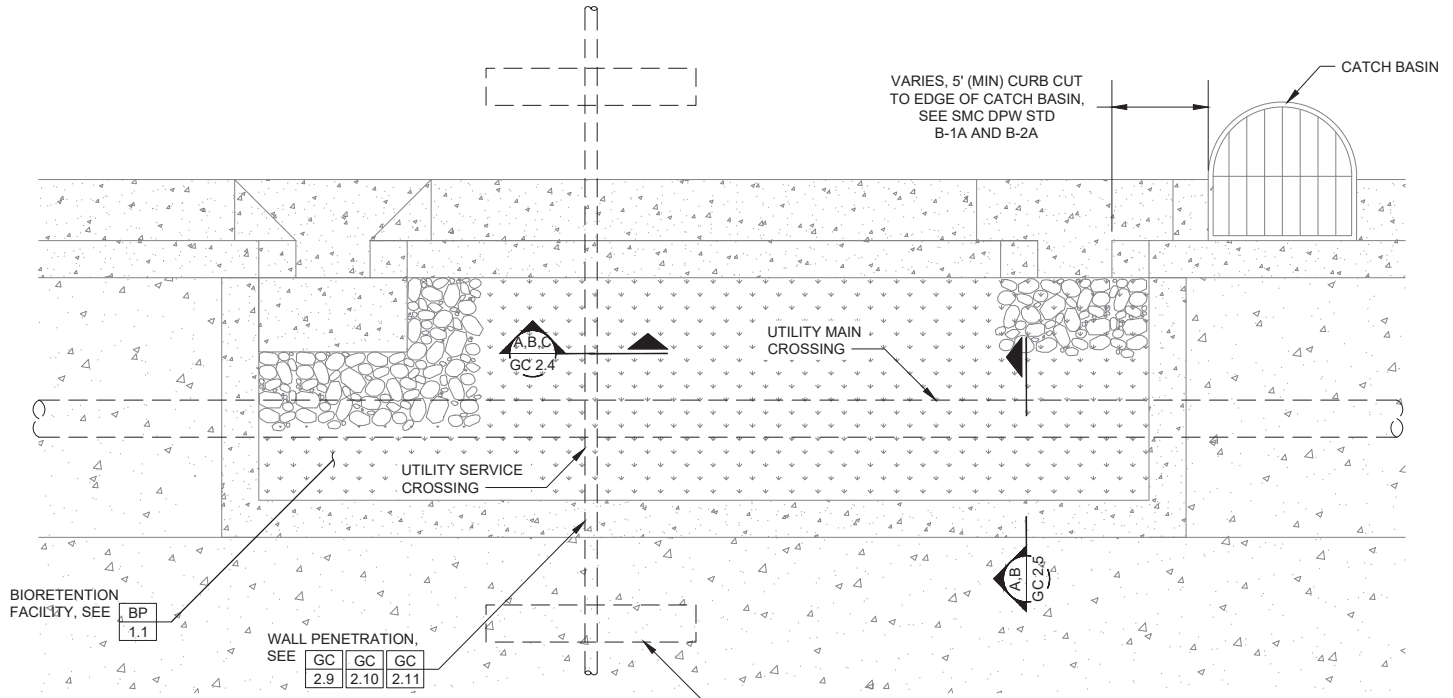 VARIES, 5' (MIN) CURB CUT
TO EDGE OF CATCH BASIN,
SEE SMC DPW STD
B-1A AND B-2A
CATCH BASIN
A,B,C
GC 2.4
UTILITY MAIN
CROSSING
UTILITY SERVICE
CROSSING
A,B
GC 2.5
BIORETENTION
FACILITY, SEE
BP
1.1
WALL PENETRATION,
SEE
GC GC GC
2.9 2.10 2.11